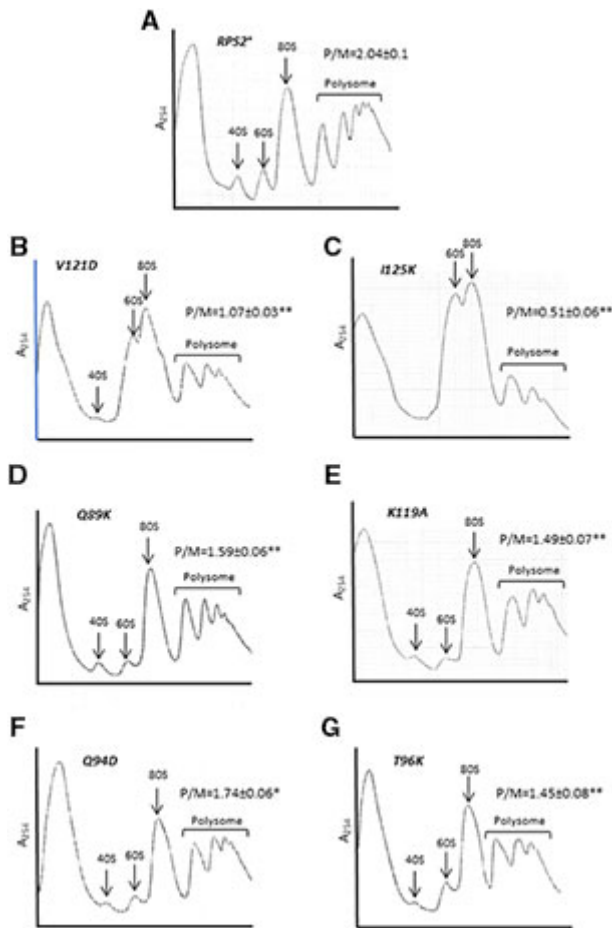 A
RPS2⁺
80S
P/M=2.04±0.1
Polysome
40S
60S
A254
B
V121D
80S
60S
P/M=1.07±0.03**
Polysome
40S
A254
C
I125K
80S
60S
P/M=0.51±0.06**
Polysome
A254
D
Q89K
80S
P/M=1.59±0.06**
Polysome
40S
60S
A254
E
K119A
80S
P/M=1.49±0.07**
Polysome
40S
60S
A254
F
Q94D
80S
P/M=1.74±0.06*
Polysome
40S
60S
A254
G
T96K
80S
P/M=1.45±0.08**
Polysome
40S
60S
A254